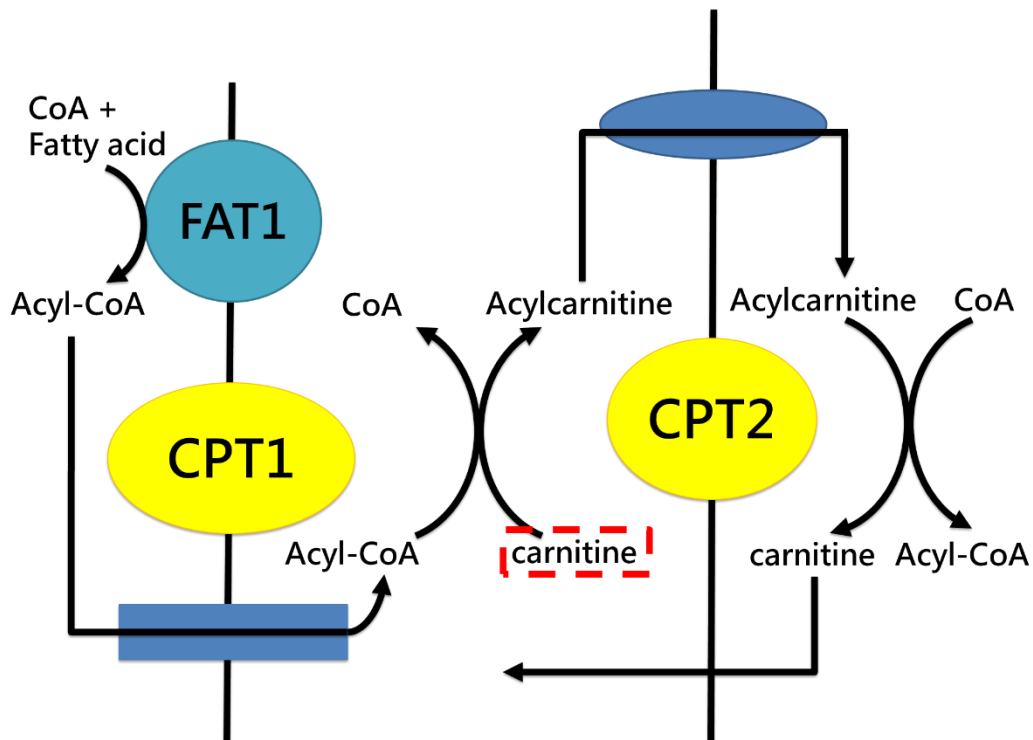 CoA +
Fatty acid
FAT1
Acyl-CoA
CoA
Acylcarnitine
Acylcarnitine
CoA
CPT1
CPT2
Acyl-CoA
carnitine
carnitine
Acyl-CoA